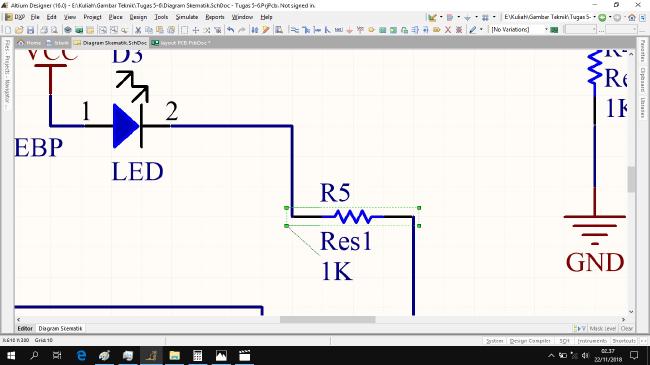 Altium Designer (16.0) - E:\Kuliah\Gambar Teknik\Tugas 5-6\Diagram Skematik.SchDoc - Tugas 5-6.PrjPcb. Not signed in.
DXP File Edit View Project Place Design Tools Simulate Reports Window Help
E:\Kuliah\Gambar Teknik\Tugas
[No Variations]
Home Diagram Skematik.SchDoc layout PCB.PcbDoc *
Files Projects Navigator
Favorites Clipboard Libraries
VCC
D3
1
2
LED
EBP
R5
Res1
1K
Re
1K
GND
Editor Diagram Skematik
Mask Level Clear
X:610 Y:300 Grid:10
System Design Compiler SCH Instruments Shortcuts
02.37
22/11/2018